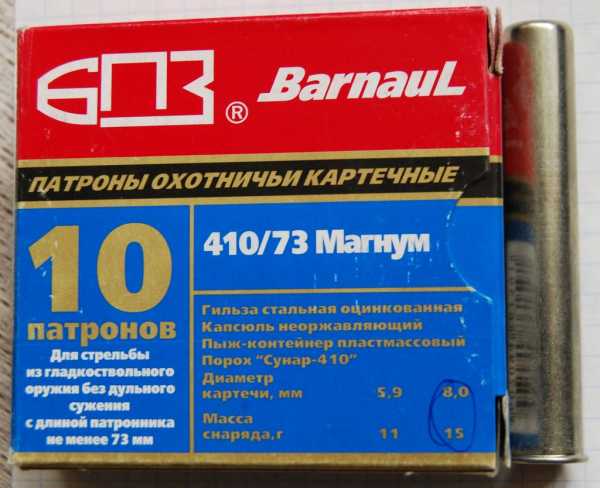 БПЗ ® BarnauL
ПАТРОНЫ ОХОТНИЧЬИ КАРТЕЧНЫЕ
10
патронов
Для стрельбы
из гладкоствольного
оружия без дульного
сужения
с длиной патронника
не менее 73 мм
410/73 Магнум
Гильза стальная оцинкованная
Капсюль неоржавляющий
Пыж-контейнер пластмассовый
Порох "Сунар-410"
Диаметр
картечи, мм 5,9 8,0
Масса
снаряда,г 11 15